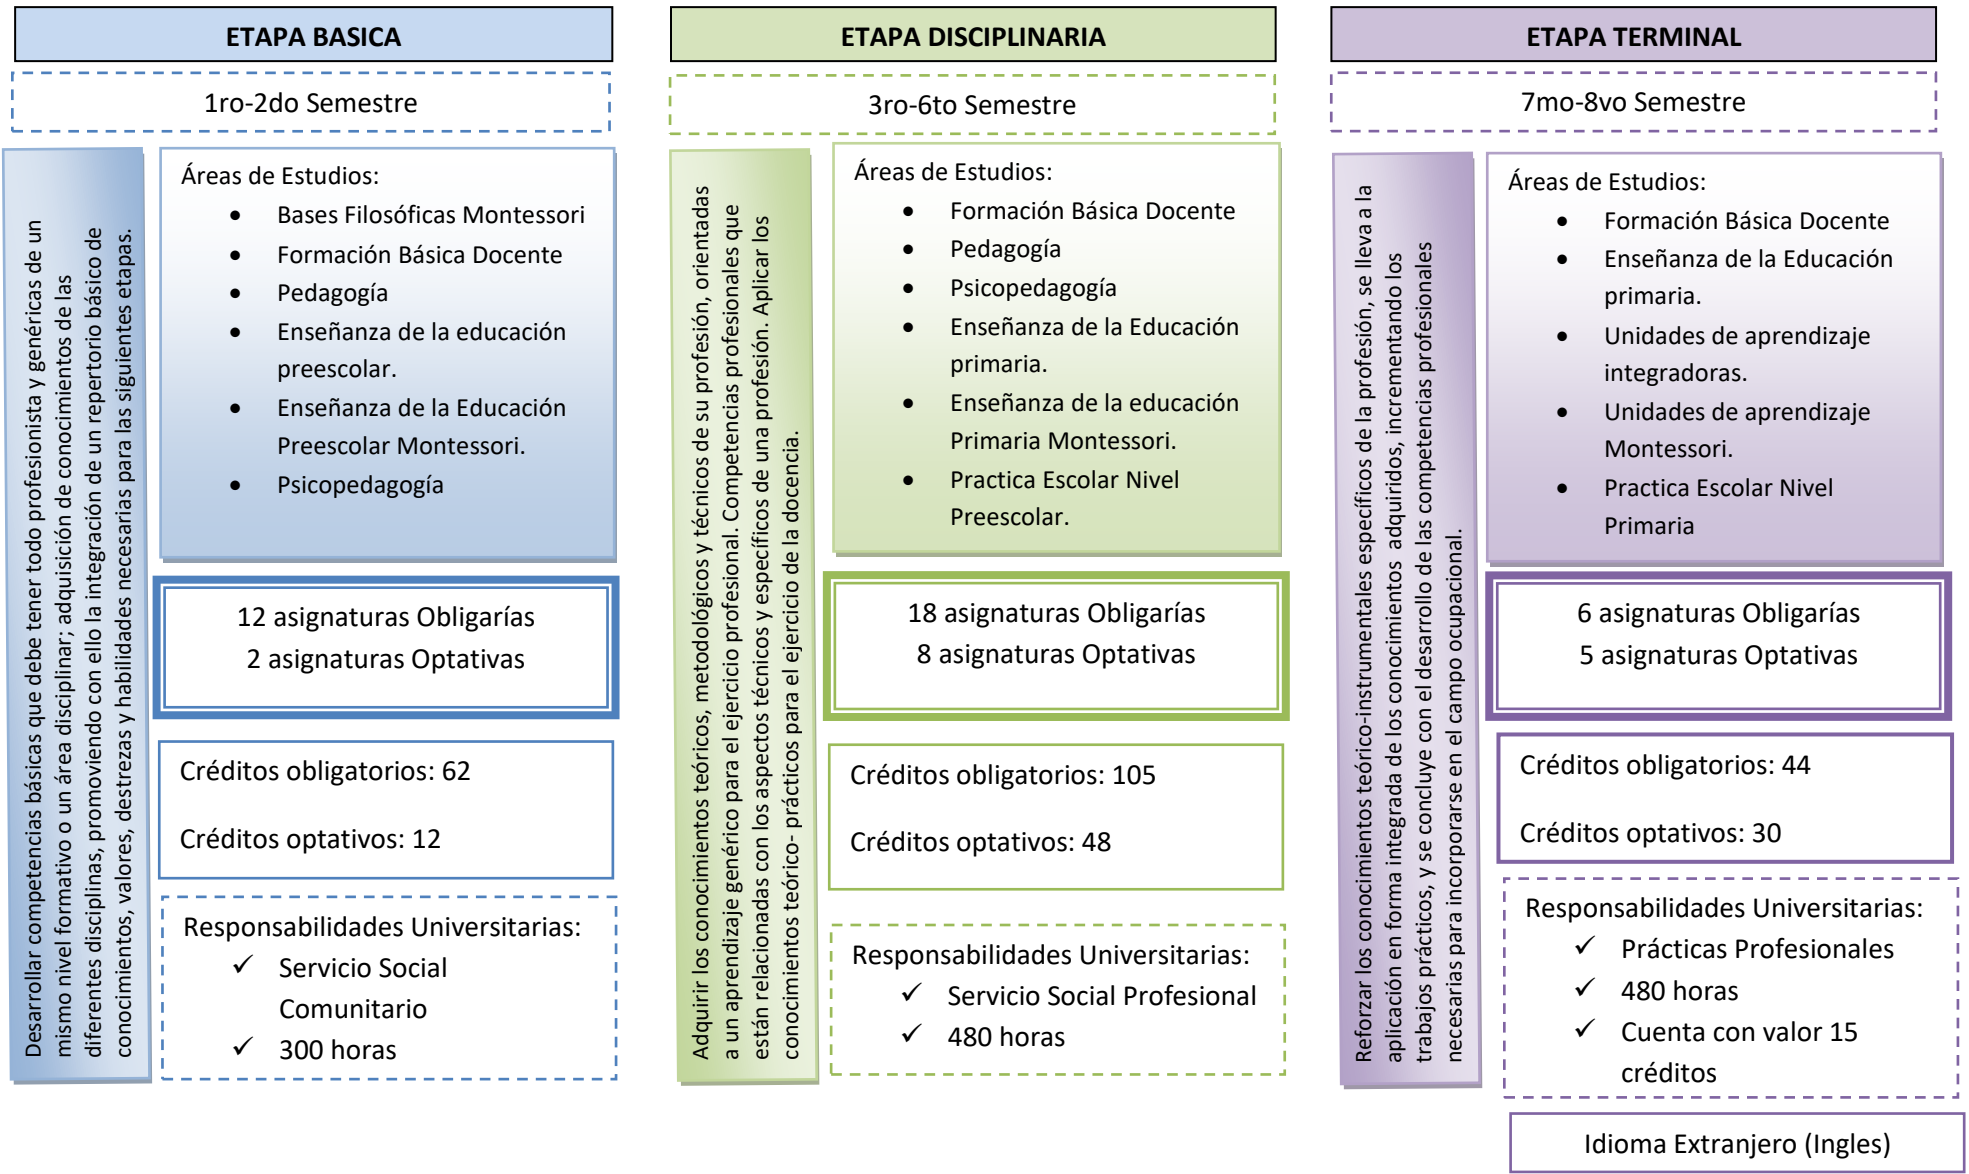 ETAPA BASICA
1ro-2do Semestre
Desarrollar competencias básicas que debe tener todo profesionista y genéricas de un
mismo nivel formativo o un área disciplinar; adquisición de conocimientos de las
diferentes disciplinas, promoviendo con ello la integración de un repertorio básico de
conocimientos, valores, destrezas y habilidades necesarias para las siguientes etapas.
Áreas de Estudios:
• Bases Filosóficas Montessori
• Formación Básica Docente
• Pedagogía
• Enseñanza de la educación
preescolar.
• Enseñanza de la Educación
Preescolar Montessori.
• Psicopedagogía
12 asignaturas Obligarías
2 asignaturas Optativas
Créditos obligatorios: 62
Créditos optativos: 12
Responsabilidades Universitarias:
✓ Servicio Social
Comunitario
✓ 300 horas
ETAPA DISCIPLINARIA
3ro-6to Semestre
Adquirir los conocimientos teóricos, metodológicos y técnicos de su profesión, orientadas
a un aprendizaje genérico para el ejercicio profesional. Competencias profesionales que
están relacionadas con los aspectos técnicos y específicos de una profesión. Aplicar los
conocimientos teórico- prácticos para el ejercicio de la docencia.
Áreas de Estudios:
• Formación Básica Docente
• Pedagogía
• Psicopedagogía
• Enseñanza de la Educación
primaria.
• Enseñanza de la educación
Primaria Montessori.
• Practica Escolar Nivel
Preescolar.
18 asignaturas Obligarías
8 asignaturas Optativas
Créditos obligatorios: 105
Créditos optativos: 48
Responsabilidades Universitarias:
✓ Servicio Social Profesional
✓ 480 horas
ETAPA TERMINAL
7mo-8vo Semestre
Reforzar los conocimientos teórico-instrumentales específicos de la profesión, se lleva a la
aplicación en forma integrada de los conocimientos adquiridos, incrementando los
trabajos prácticos, y se concluye con el desarrollo de las competencias profesionales
necesarias para incorporarse en el campo ocupacional.
Áreas de Estudios:
• Formación Básica Docente
• Enseñanza de la Educación
primaria.
• Unidades de aprendizaje
integradoras.
• Unidades de aprendizaje
Montessori.
• Practica Escolar Nivel
Primaria
6 asignaturas Obligarías
5 asignaturas Optativas
Créditos obligatorios: 44
Créditos optativos: 30
Responsabilidades Universitarias:
✓ Prácticas Profesionales
✓ 480 horas
✓ Cuenta con valor 15
créditos
Idioma Extranjero (Ingles)